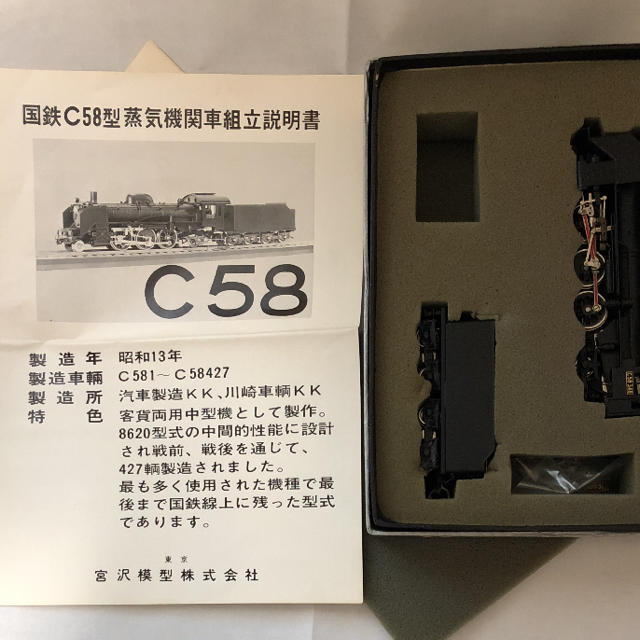 国鉄C58型蒸気機関車組立説明書
C58
製造年 昭和13年
製造車輛 C581～C58427
製造所 汽車製造KK、川崎車輌KK
特色 客貨両用中型機として製作。
8620型式の中間的性能に設計
され戦前、戦後を通じて、
427輌製造されました。
最も多く使用された機種で最
後まで国鉄線上に残った型式
であります。
東京
宮沢模型株式会社